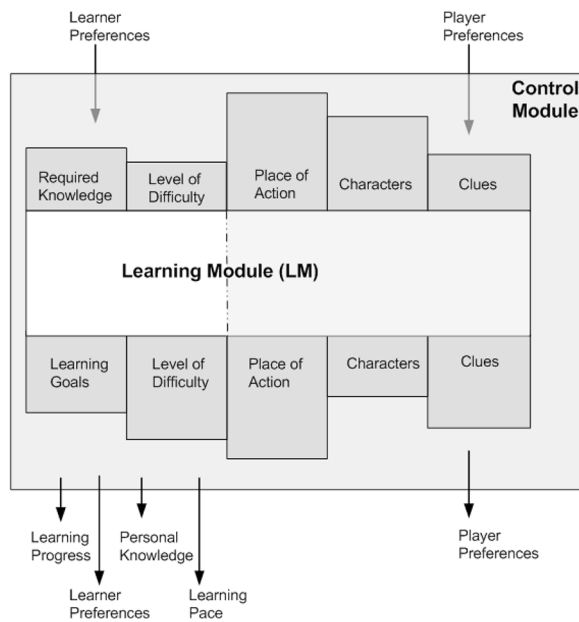 Learner
Preferences
Player
Preferences
Control
Module
Required
Knowledge
Level of
Difficulty
Place of
Action
Characters
Clues
Learning Module (LM)
Learning
Goals
Level of
Difficulty
Place of
Action
Characters
Clues
Learning
Progress
Personal
Knowledge
Player
Preferences
Learner
Preferences
Learning
Pace